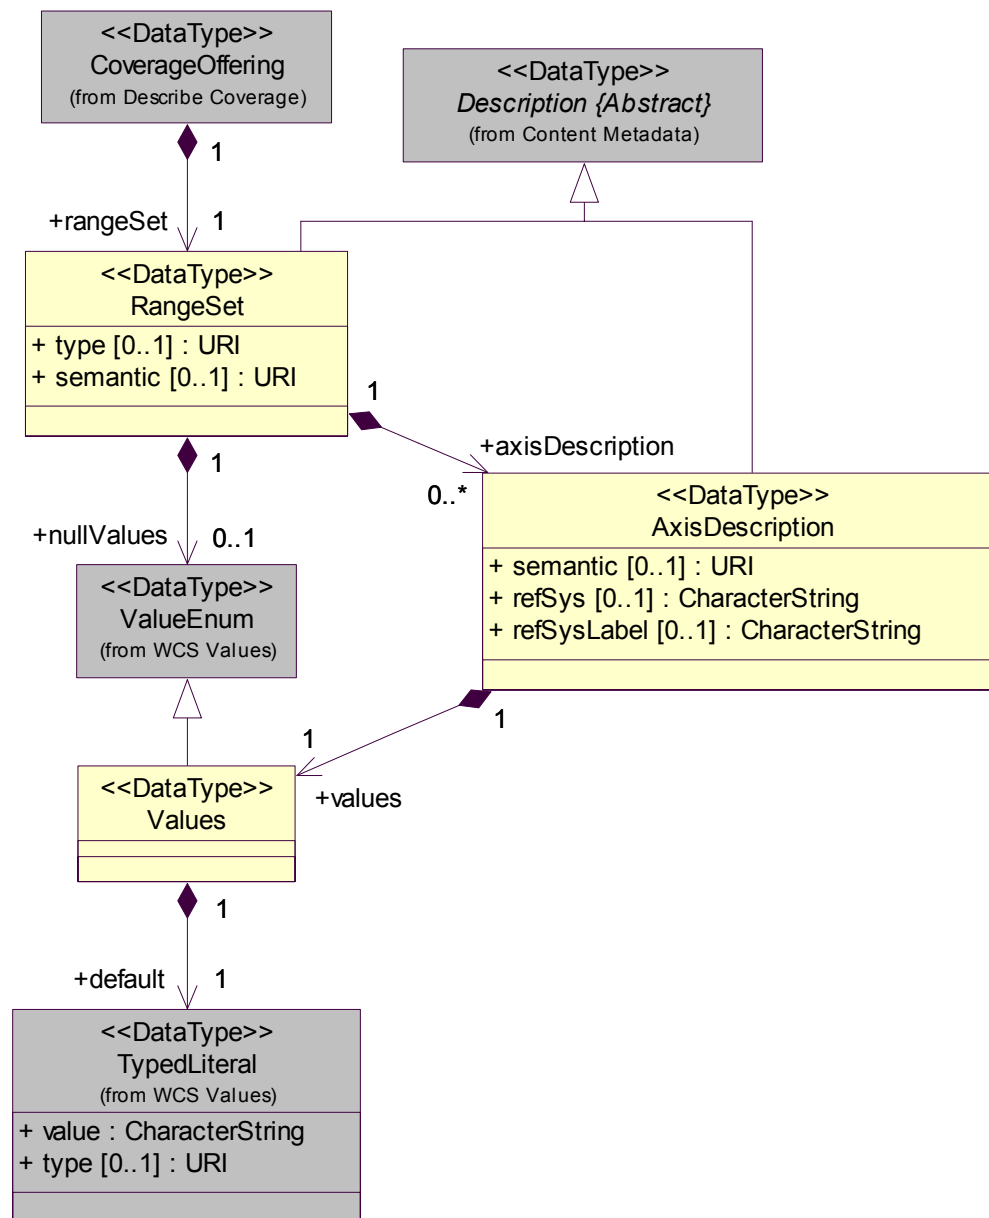 <<DataType>>
CoverageOffering
(from Describe Coverage)
<<DataType>>
Description {Abstract}
(from Content Metadata)
1
+rangeSet
1
<<DataType>>
RangeSet
+ type [0..1] : URI
+ semantic [0..1] : URI
1
+axisDescription
0..*
1
+nullValues
0..1
<<DataType>>
AxisDescription
+ semantic [0..1] : URI
+ refSys [0..1] : CharacterString
+ refSysLabel [0..1] : CharacterString
<<DataType>>
ValueEnum
(from WCS Values)
1
1
+values
<<DataType>>
Values
1
+default
1
<<DataType>>
TypedLiteral
(from WCS Values)
+ value : CharacterString
+ type [0..1] : URI